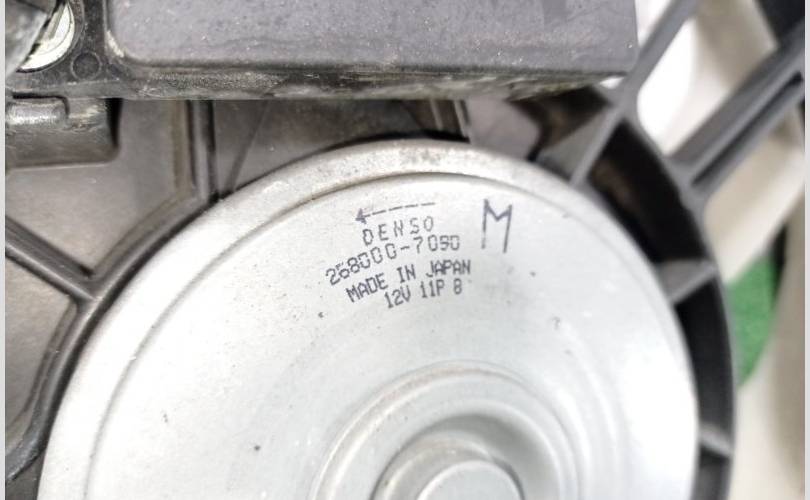 DENSO
M
268000-7090
MADE IN JAPAN
12V 11P 8